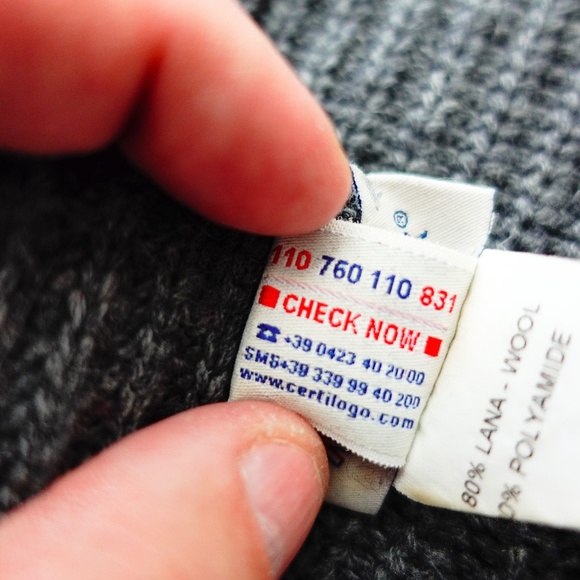 110 760 110 831
CHECK NOW
☎ +39 0423 40 20 00
SMS+39 339 99 40 200
www.certilogo.com
80% LANA - WOOL
0% POLYAMIDE